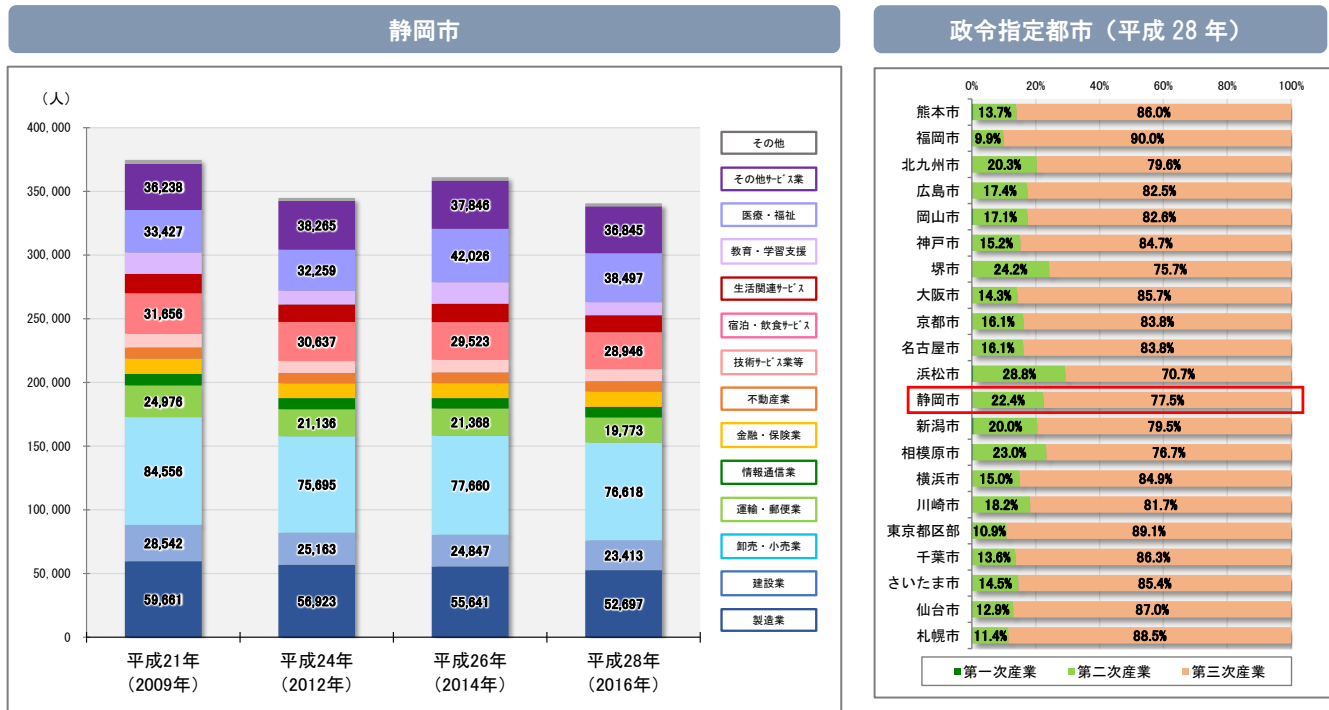 静岡市
(人)
400,000
350,000
300,000
250,000
200,000
150,000
100,000
50,000
0
36,238
33,427
31,656
24,976
84,556
28,542
59,661
38,265
32,259
30,637
21,136
75,695
25,163
56,923
37,846
42,026
29,523
21,368
77,660
24,847
55,641
36,845
38,497
28,946
19,773
76,618
23,413
52,697
平成21年 平成24年 平成26年 平成28年
(2009年) (2012年) (2014年) (2016年)
その他
その他ｻｰﾋﾞｽ業
医療・福祉
教育・学習支援
生活関連ｻｰﾋﾞｽ
宿泊・飲食ｻｰﾋﾞｽ
技術ｻｰﾋﾞｽ業等
不動産業
金融・保険業
情報通信業
運輸・郵便業
卸売・小売業
建設業
製造業
政令指定都市（平成 28 年）
0% 20% 40% 60% 80% 100%
熊本市 13.7% 86.0%
福岡市 9.9% 90.0%
北九州市 20.3% 79.6%
広島市 17.4% 82.5%
岡山市 17.1% 82.6%
神戸市 15.2% 84.7%
堺市 24.2% 75.7%
大阪市 14.3% 85.7%
京都市 16.1% 83.8%
名古屋市 16.1% 83.8%
浜松市 28.8% 70.7%
静岡市 22.4% 77.5%
新潟市 20.0% 79.5%
相模原市 23.0% 76.7%
横浜市 15.0% 84.9%
川崎市 18.2% 81.7%
東京都区部 10.9% 89.1%
千葉市 13.6% 86.3%
さいたま市 14.5% 85.4%
仙台市 12.9% 87.0%
札幌市 11.4% 88.5%
第一次産業 第二次産業 第三次産業